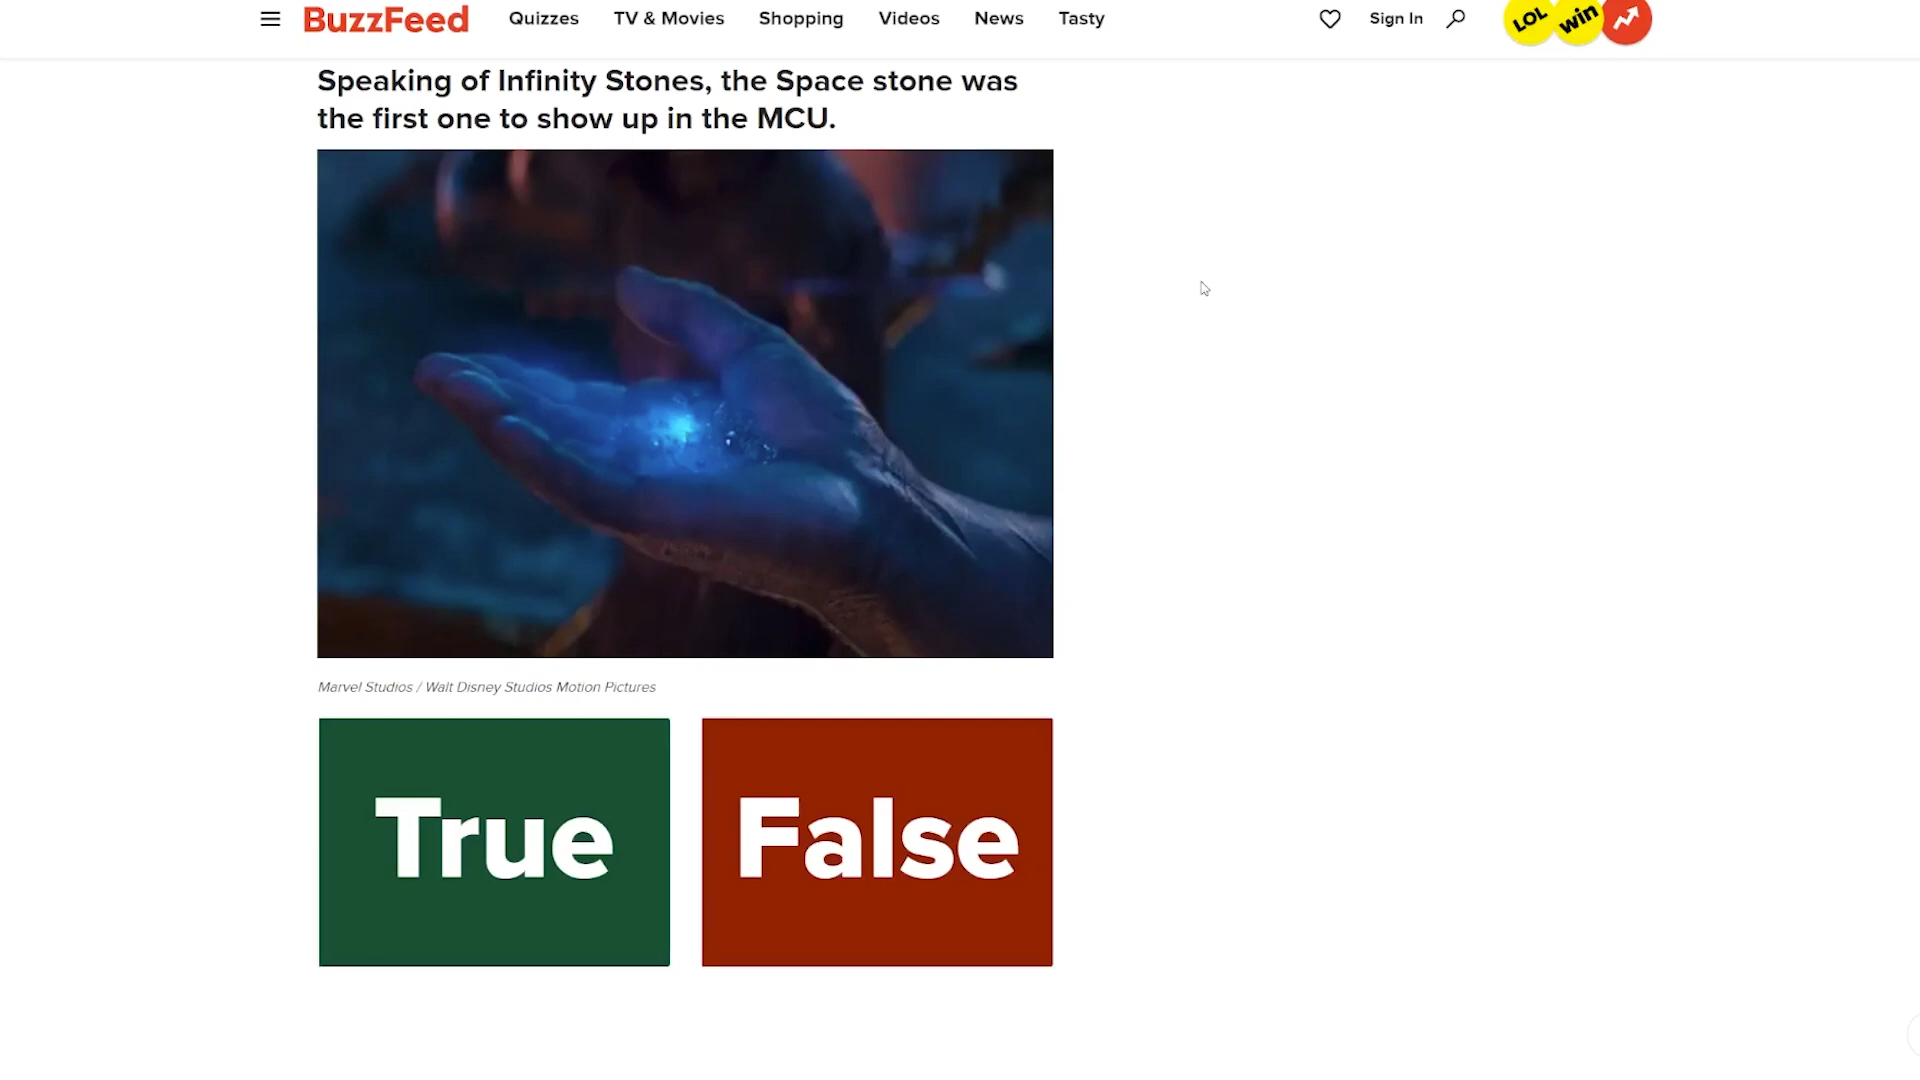 BuzzFeed
Quizzes
TV & Movies
Shopping
Videos
News
Tasty
Sign In
LOL
win
Speaking of Infinity Stones, the Space stone was
the first one to show up in the MCU.
Marvel Studios / Walt Disney Studios Motion Pictures
True
False